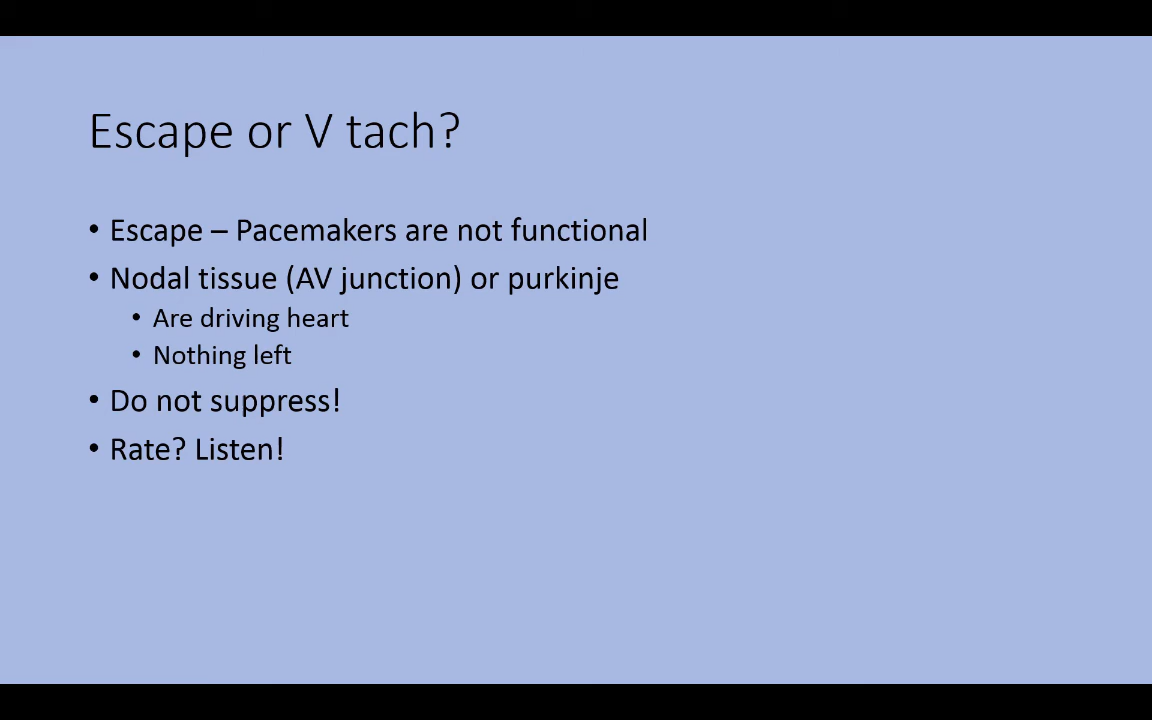 Escape or V tach?
• Escape – Pacemakers are not functional
• Nodal tissue (AV junction) or purkinje
• Are driving heart
• Nothing left
• Do not suppress!
• Rate? Listen!